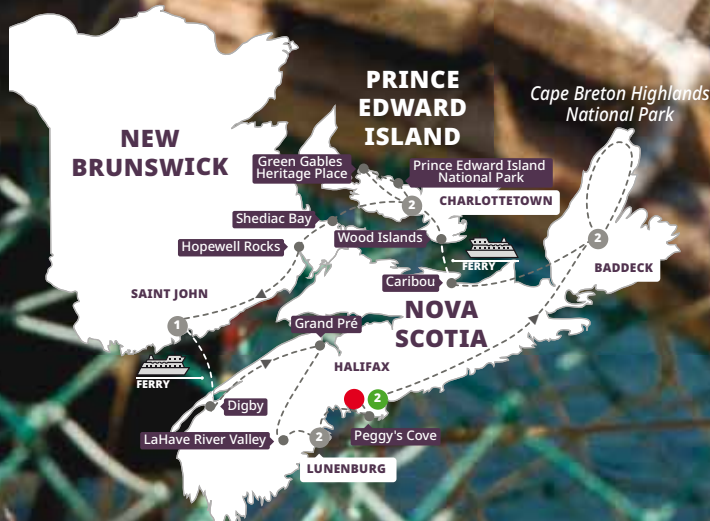 PRINCE
EDWARD
ISLAND
Cape Breton Highlands
National Park
NEW
BRUNSWICK
Green Gables
Heritage Place
Prince Edward Island
National Park
2
CHARLOTTETOWN
Shediac Bay
Wood Islands
Hopewell Rocks
2
FERRY
BADDECK
Caribou
SAINT JOHN
NOVA
SCOTIA
1
Grand Pré
HALIFAX
FERRY
2
Digby
Peggy's Cove
LaHave River Valley
2
LUNENBURG